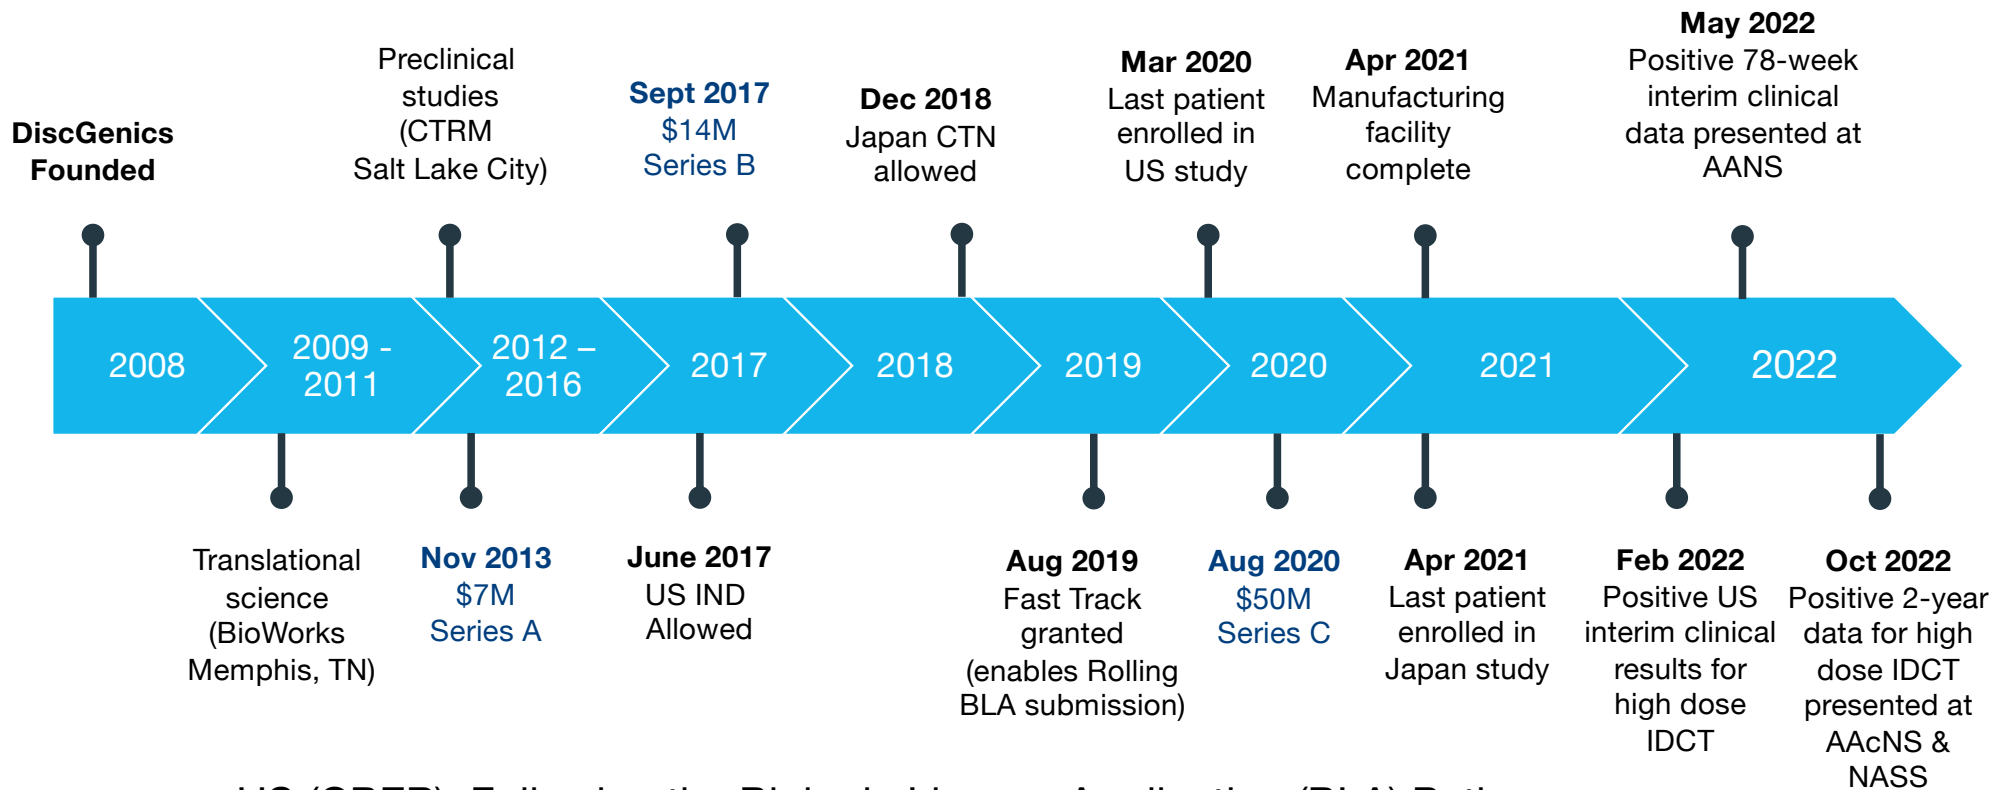 DiscGenics
Founded
Preclinical
studies
(CTRM
Salt Lake City)
Sept 2017
$14M
Series B
Dec 2018
Japan CTN
allowed
Mar 2020
Last patient
enrolled in
US study
Apr 2021
Manufacturing
facility
complete
May 2022
Positive 78-week
interim clinical
data presented at
AANS
2008
2009 -
2011
2012 –
2016
2017
2018
2019
2020
2021
2022
Translational
science
(BioWorks
Memphis, TN)
Nov 2013
$7M
Series A
June 2017
US IND
Allowed
Aug 2019
Fast Track
granted
(enables Rolling
BLA submission)
Aug 2020
$50M
Series C
Apr 2021
Last patient
enrolled in
Japan study
Feb 2022
Positive US
interim clinical
results for
high dose
IDCT
Oct 2022
Positive 2-year
data for high
dose IDCT
presented at
AAcNS &
NASS